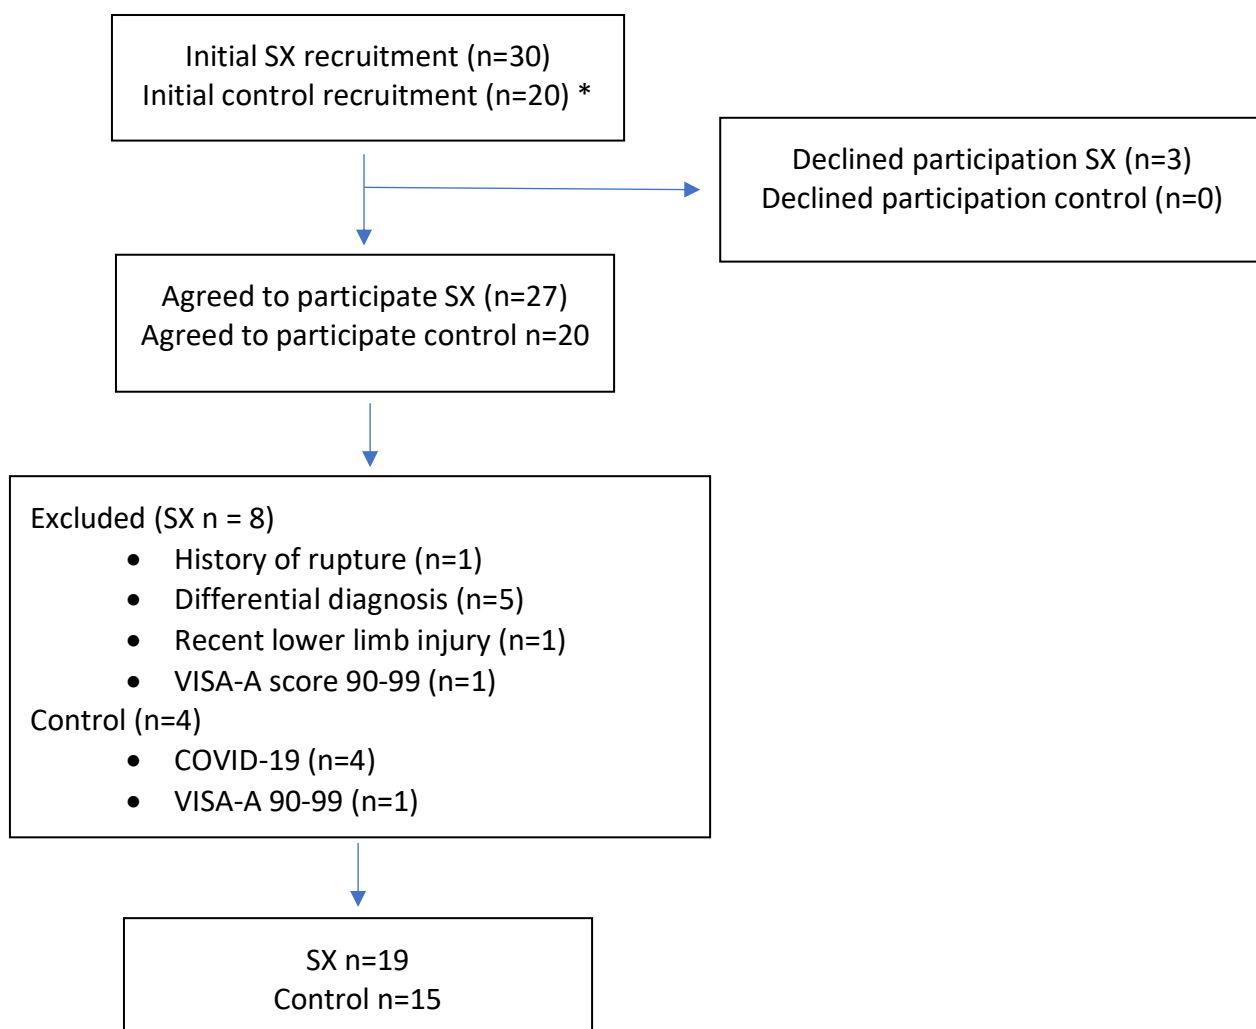 Initial SX recruitment (n=30)
Initial control recruitment (n=20) *
Declined participation SX (n=3)
Declined participation control (n=0)
Agreed to participate SX (n=27)
Agreed to participate control n=20
Excluded (SX n = 8)
• History of rupture (n=1)
• Differential diagnosis (n=5)
• Recent lower limb injury (n=1)
• VISA-A score 90-99 (n=1)
Control (n=4)
• COVID-19 (n=4)
• VISA-A 90-99 (n=1)
SX n=19
Control n=15